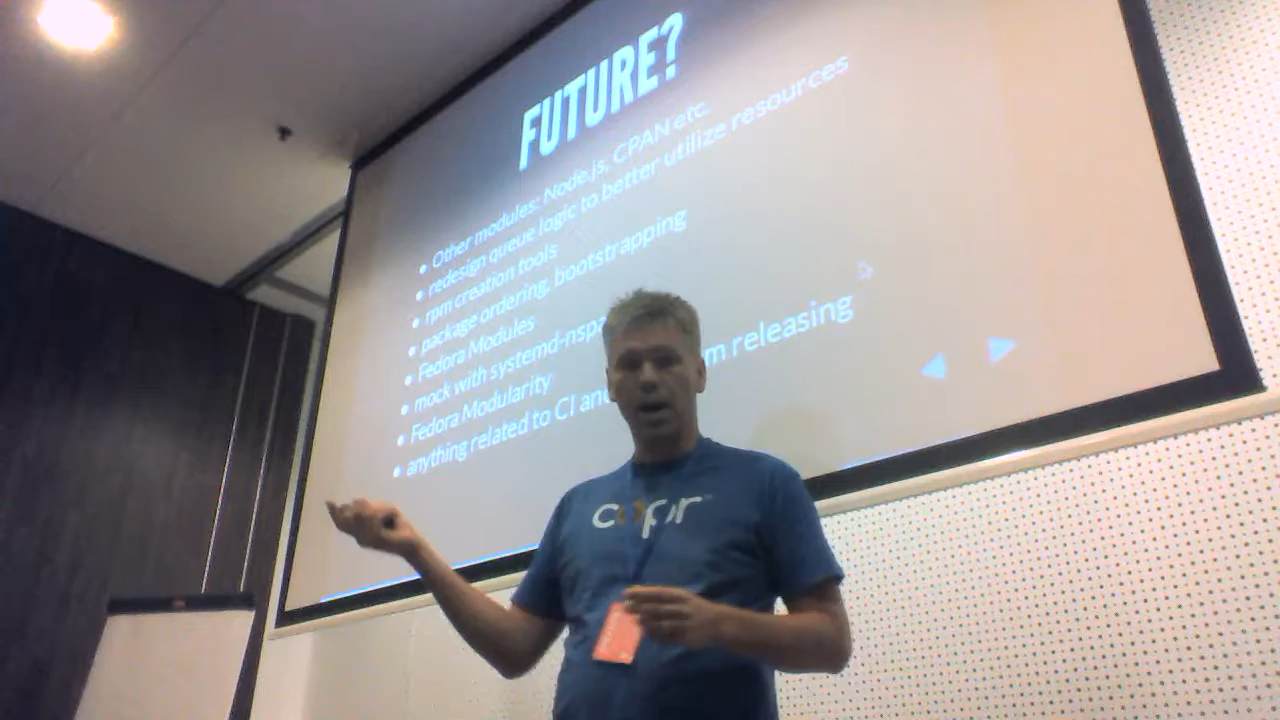 FUTURE?
Other modules: Node.js, CPAN etc.
redesign queue logic to better utilize resources
rpm creation tools
package ordering, bootstrapping
Fedora Modules
mock with systemd-nspa
Fedora Modularity
anything related to CI and m releasing
copr